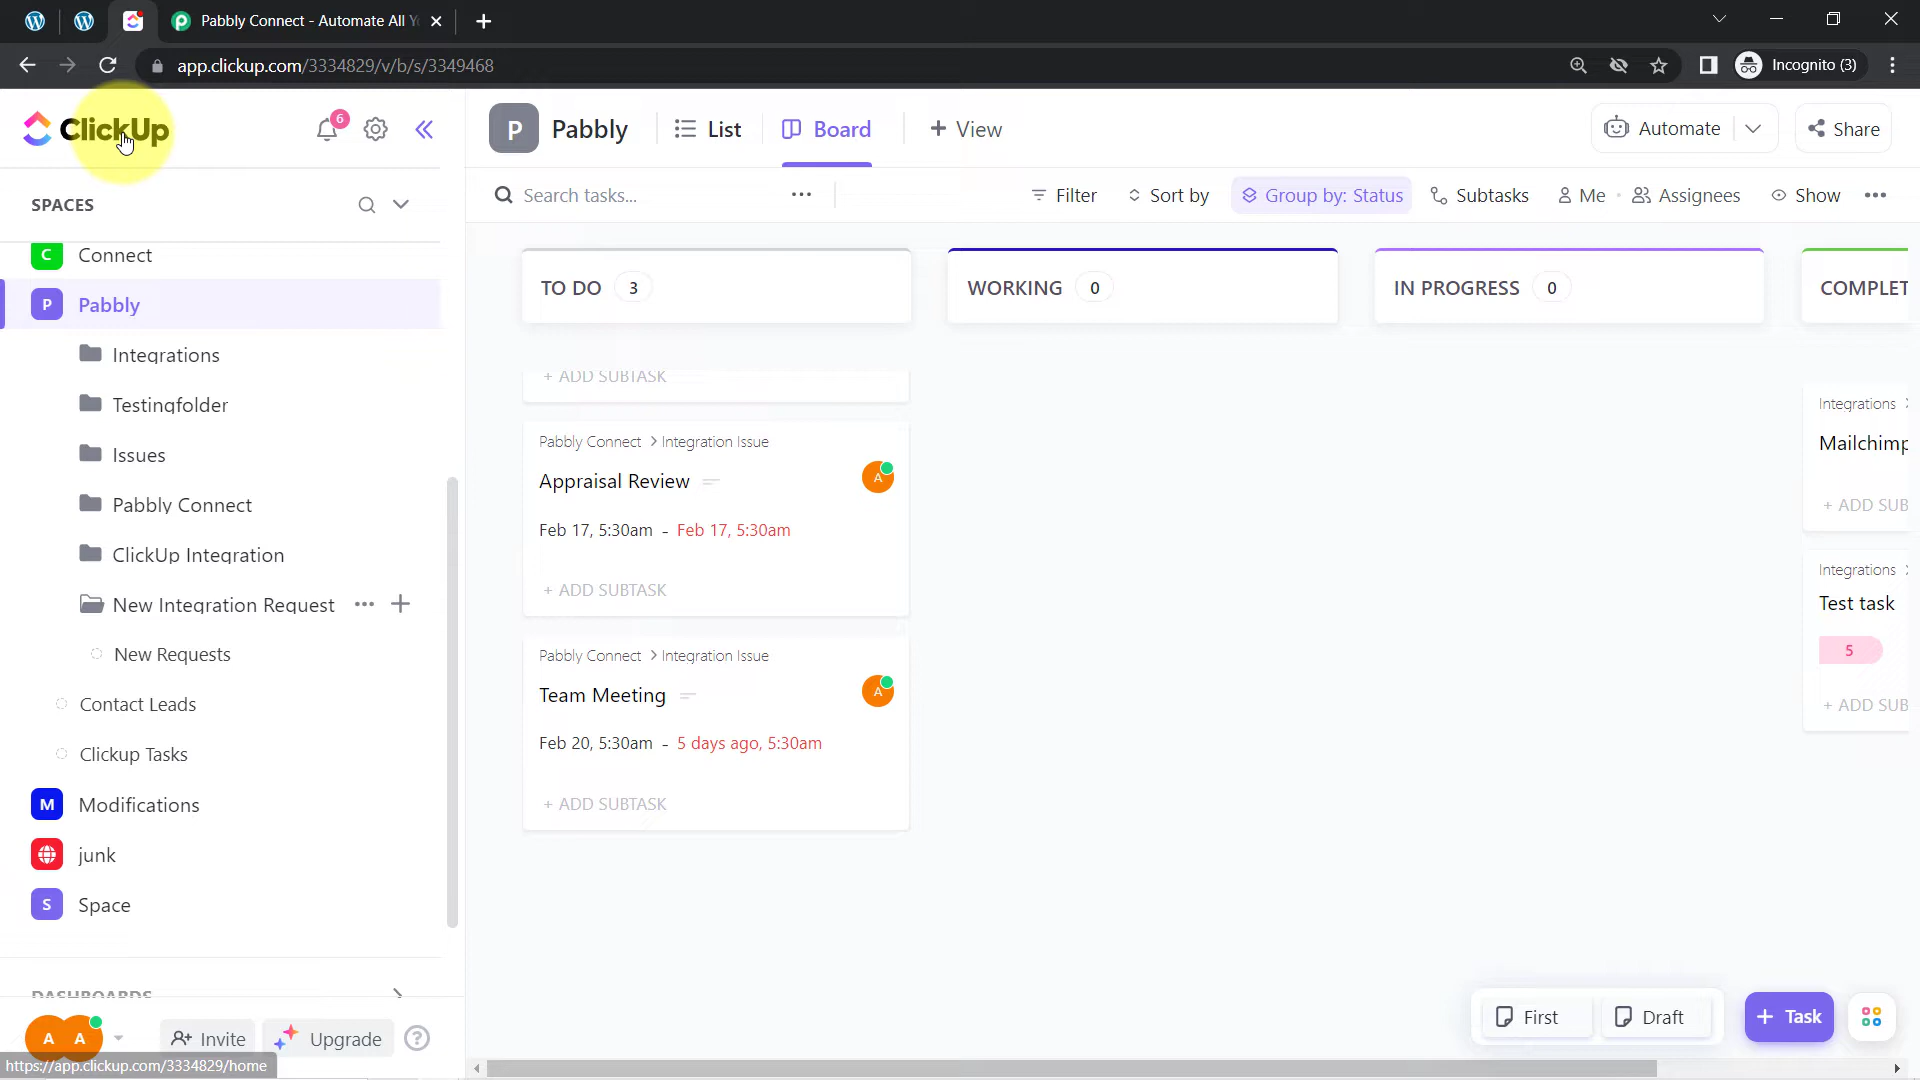 Pabbly Connect - Automate All Y
app.clickup.com/3334829/v/b/s/3349468
Incognito (3)
ClickUp
6
P
Pabbly
List
Board
+ View
Automate
Share
SPACES
Search tasks...
Filter
Sort by
Group by: Status
Subtasks
Me
Assignees
Show
C
Connect
P
Pabbly
Integrations
Testingfolder
Issues
Pabbly Connect
ClickUp Integration
New Integration Request
New Requests
Contact Leads
Clickup Tasks
M
Modifications
junk
S
Space
DASHBOARDS
A
A
Invite
Upgrade
?
https://app.clickup.com/3334829/home
TO DO
3
+ ADD SUBTASK
Pabbly Connect > Integration Issue
Appraisal Review
A
Feb 17, 5:30am - Feb 17, 5:30am
+ ADD SUBTASK
Pabbly Connect > Integration Issue
Team Meeting
A
Feb 20, 5:30am - 5 days ago, 5:30am
+ ADD SUBTASK
WORKING
0
IN PROGRESS
0
COMPLET
Integrations >
Mailchimp
+ ADD SUB
Integrations >
Test task
5
+ ADD SUB
First
Draft
+ Task